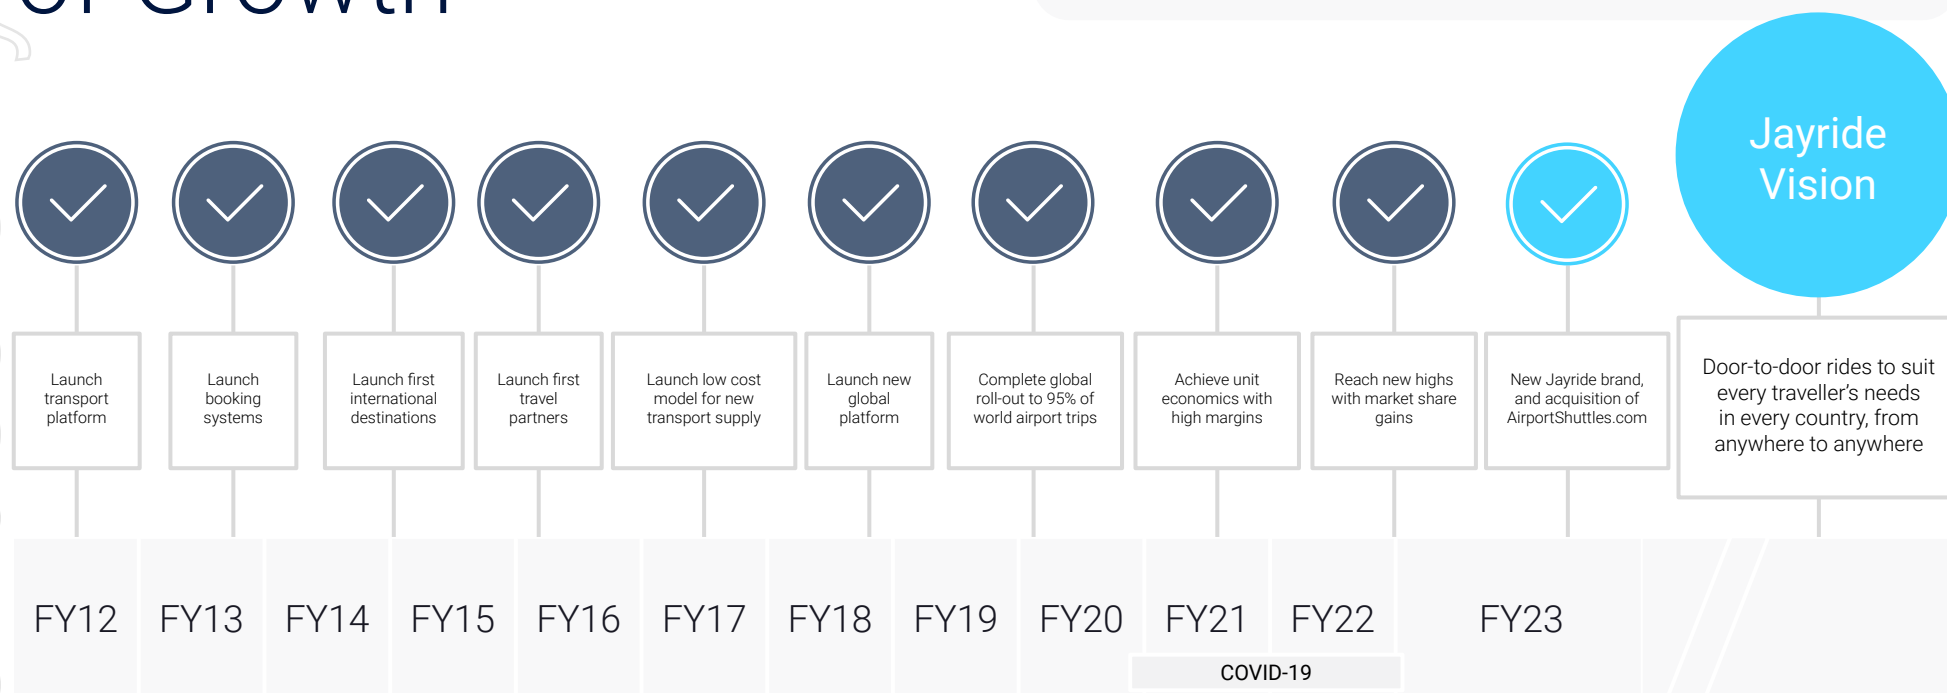 of Growth
Jayride
Vision
Launch
transport
platform
Launch
booking
systems
Launch first
international
destinations
Launch first
travel
partners
Launch low cost
model for new
transport supply
Launch new
global
platform
Complete global
roll-out to 95% of
world airport trips
Achieve unit
economics with
high margins
Reach new highs
with market share
gains
New Jayride brand,
and acquisition of
AirportShuttles.com
Door-to-door rides to suit
every traveller's needs
in every country, from
anywhere to anywhere
FY12
FY13
FY14
FY15
FY16
FY17
FY18
FY19
FY20
FY21
FY22
FY23
COVID-19